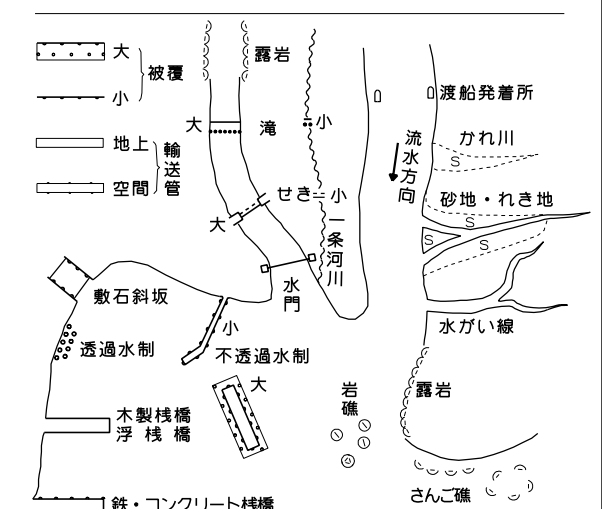 大
被覆
小
地上
空間
輸送管
露岩
大
滝
小
せき
小
大
一条河川
水門
渡船発着所
流水方向
かれ川
S
砂地・れき地
S
S
S
水がい線
敷石斜坂
透過水制
小
不透過水制
大
木製桟橋
浮桟橋
岩礁
露岩
さんご礁
鉄・コンクリート桟橋